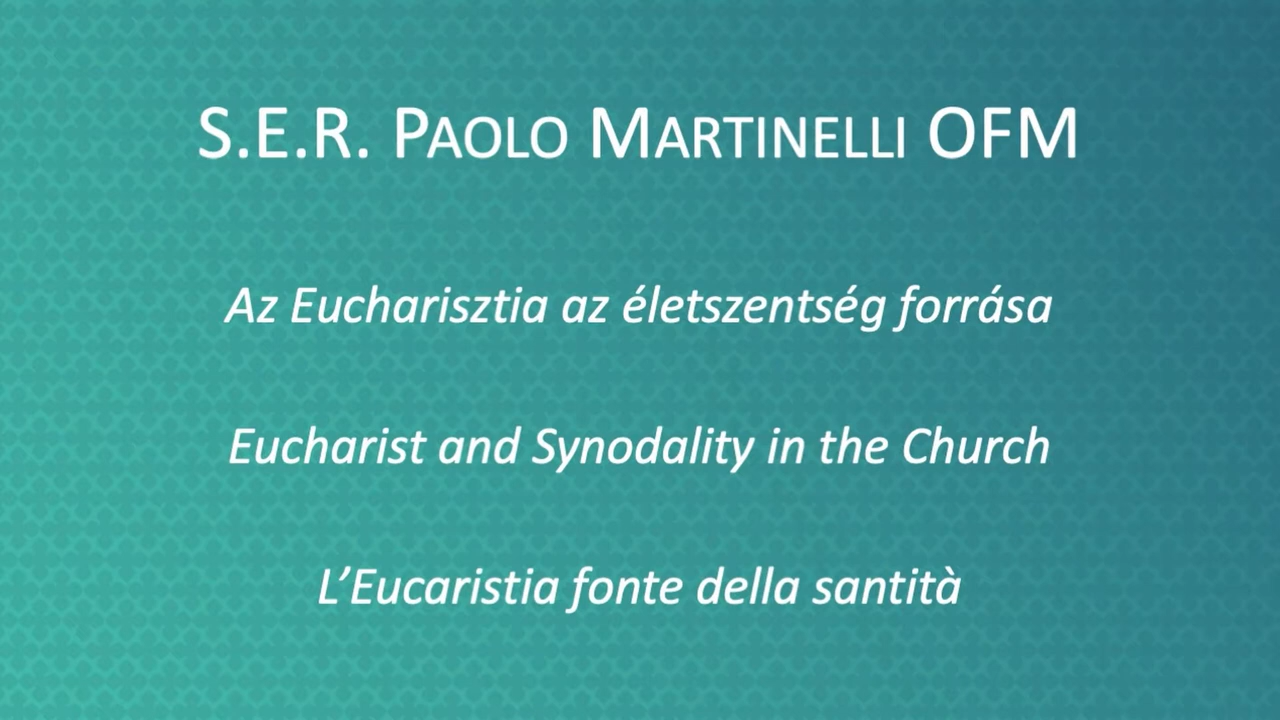 S.E.R. PAOLO MARTINELLI OFM
Az Eucharisztia az életszentség forrása
Eucharist and Synodality in the Church
L’Eucaristia fonte della santità